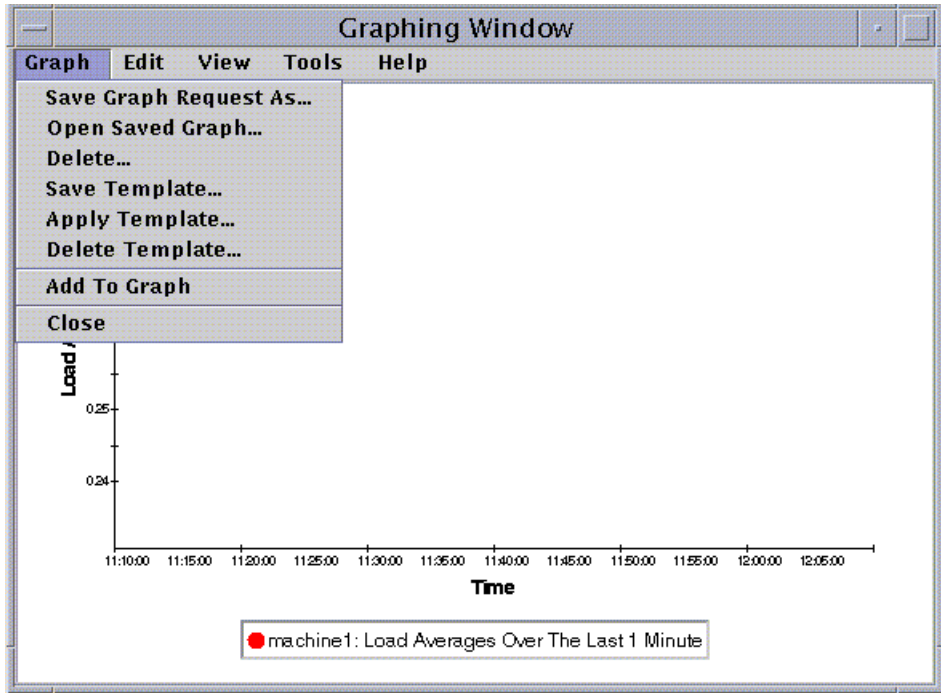 Graphing Window
Graph Edit View Tools Help
Save Graph Request As...
Open Saved Graph...
Delete...
Save Template...
Apply Template...
Delete Template...
Add To Graph
Close
Load
0.25
0.24
11:10:00 11:15:00 11:20:00 11:25:00 11:30:00 11:35:00 11:40:00 11:45:00 11:50:00 11:55:00 12:00:00 12:05:00
Time
machine1: Load Averages Over The Last 1 Minute